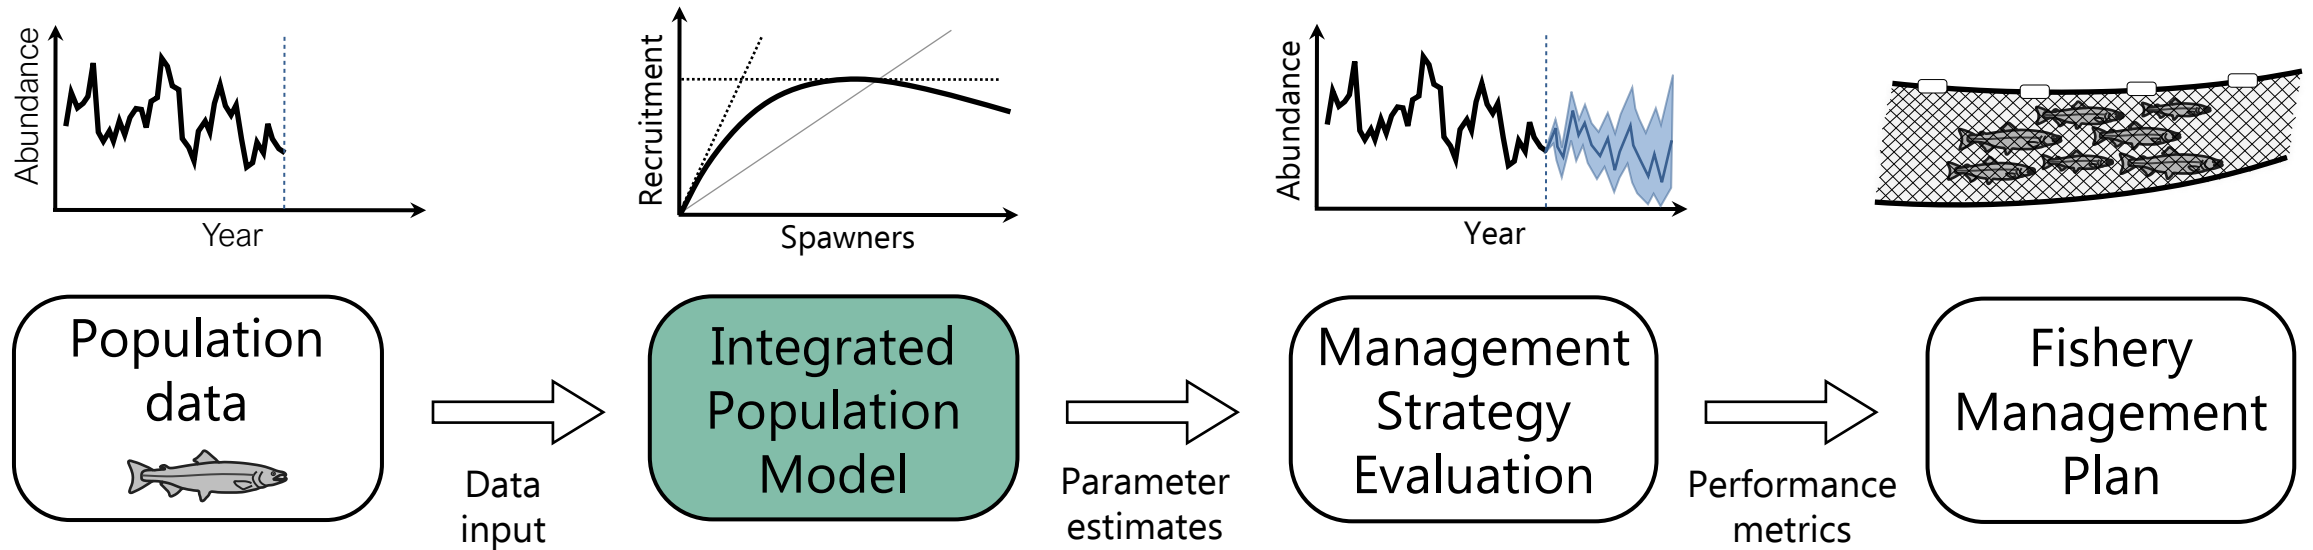 Abundance
Year
Recruitment
Spawners
Abundance
Year
Population
data
Data
input
Integrated
Population
Model
Parameter
estimates
Management
Strategy
Evaluation
Performance
metrics
Fishery
Management
Plan